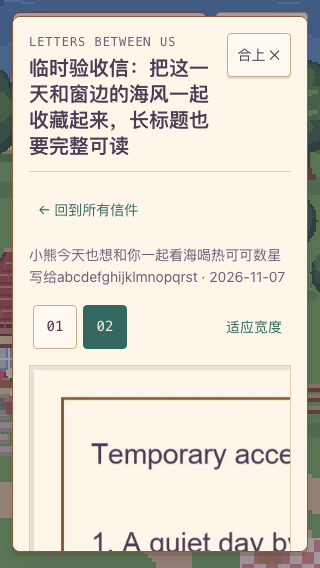 LETTERS BETWEEN US
临时验收信：把这一
天和窗边的海风一起
收藏起来，长标题也
要完整可读
合上 ×
← 回到所有信件
小熊今天也想和你一起看海喝热可可数星
写给abcdefghijklmnopqrst · 2026-11-07
01 02 适应宽度
Temporary acce
1. A quiet day by